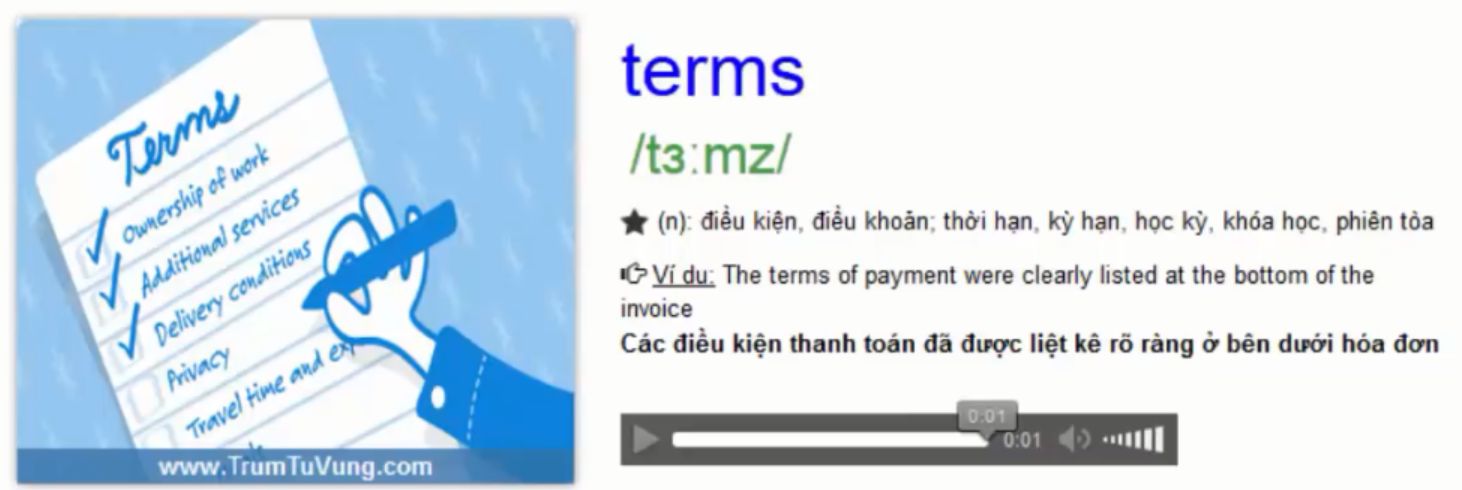 Terms
Ownership of work
Additional services
Delivery conditions
Privacy
Travel time and
www.TrumTuVung.com
terms
/tɜːmz/
(n): điều kiện, điều khoản; thời hạn, kỳ hạn, học kỳ, khóa học, phiên tòa
Ví dụ: The terms of payment were clearly listed at the bottom of the
invoice
Các điều kiện thanh toán đã được liệt kê rõ ràng ở bên dưới hóa đơn
0:01
0:01